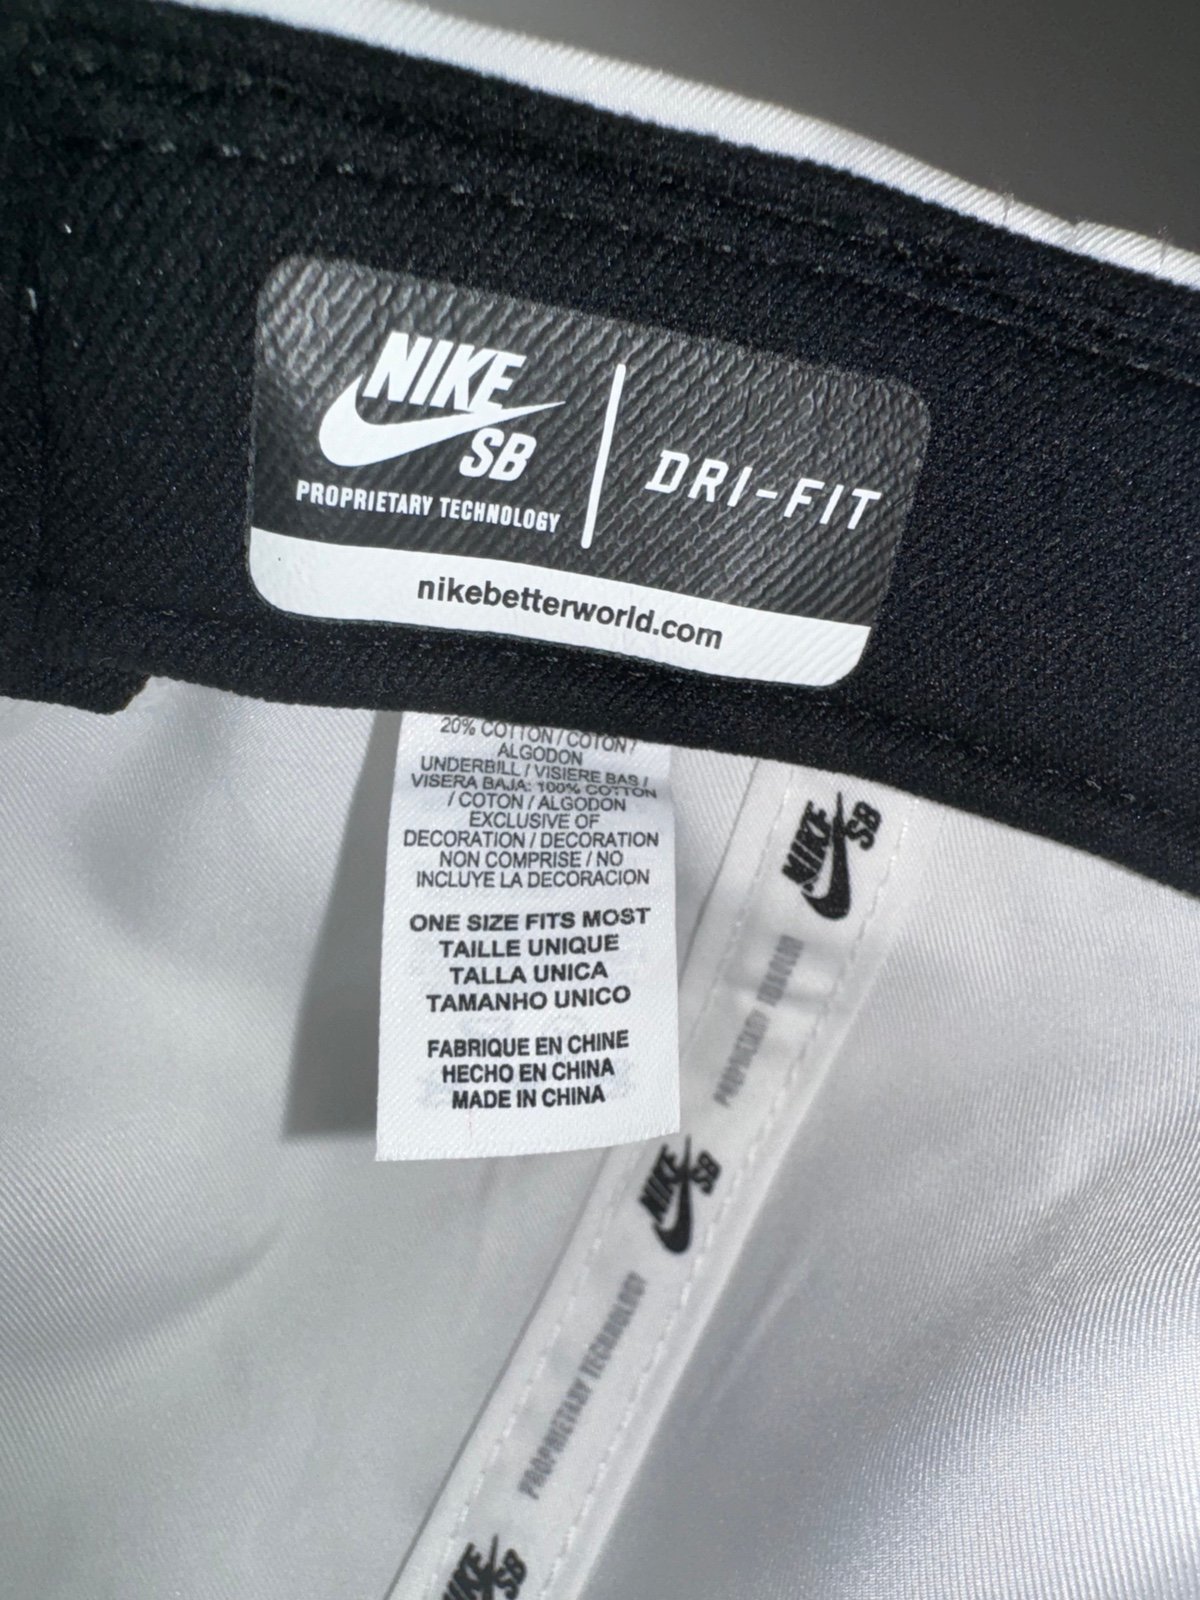 NIKE
SB
PROPRIETARY TECHNOLOGY
DRI-FIT
nikebetterworld.com
20% COTTON / COTON /
ALGODON
UNDERBILL / VISIERE BAS /
VISERA BAJA: 100% COTTON
/ COTON / ALGODON
EXCLUSIVE OF
DECORATION / DECORATION
NON COMPRISE / NO
INCLUYE LA DECORACION
ONE SIZE FITS MOST
TAILLE UNIQUE
TALLA UNICA
TAMANHO UNICO
FABRIQUE EN CHINE
HECHO EN CHINA
MADE IN CHINA
NIKE
SB
PROPRIETARY TECHNOLOGY
NIKE
SB
PROPRIETARY TECHNOLOGY
NIKE
SB